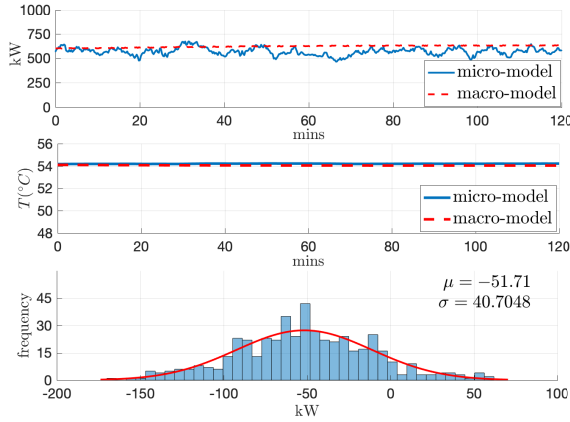 1000
750
500
250
0
kW
0 20 40 60 80 100 120
mins
micro-model
macro-model
56
54
52
50
48
T(°C)
0 20 40 60 80 100 120
mins
micro-model
macro-model
μ = −51.71
σ = 40.7048
45
30
15
0
frequency
-200 -150 -100 -50 0 50 100
kW